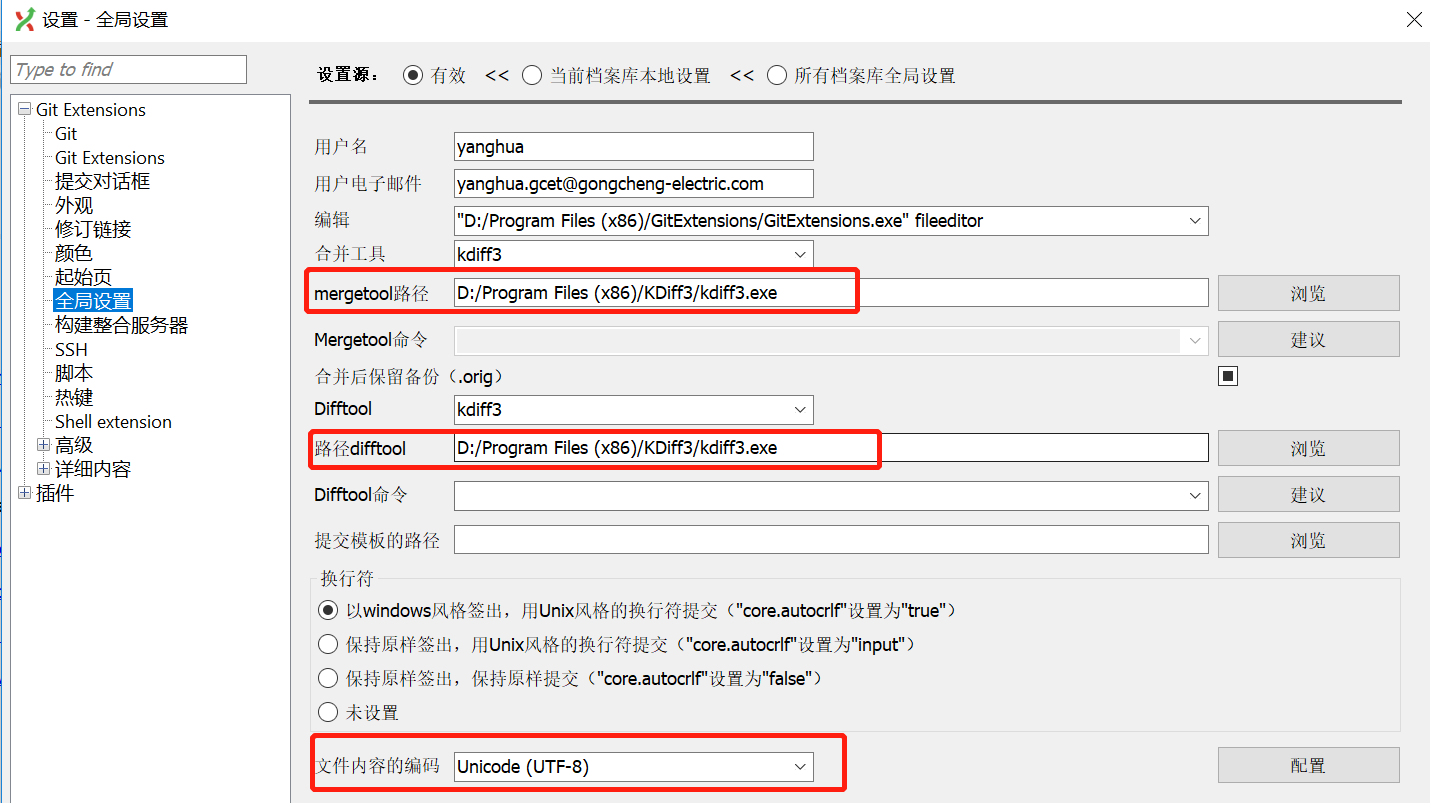 设置 - 全局设置
Type to find
Git Extensions
Git
Git Extensions
提交对话框
外观
修订链接
颜色
起始页
全局设置
构建整合服务器
SSH
脚本
热键
Shell extension
高级
详细内容
插件
设置源： 有效 << 当前档案库本地设置 << 所有档案库全局设置
用户名 yanghua
用户电子邮件 yanghua.gcet@gongcheng-electric.com
编辑 "D:/Program Files (x86)/GitExtensions/GitExtensions.exe" fileeditor
合并工具 kdiff3
mergetool路径 D:/Program Files (x86)/KDiff3/kdiff3.exe 浏览
Mergetool命令 建议
合并后保留备份（.orig）
Difftool kdiff3
路径difftool D:/Program Files (x86)/KDiff3/kdiff3.exe 浏览
Difftool命令 建议
提交模板的路径 浏览
换行符
以windows风格签出，用Unix风格的换行符提交（"core.autocrlf"设置为"true"）
保持原样签出，用Unix风格的换行符提交（"core.autocrlf"设置为"input"）
保持原样签出，保持原样提交（"core.autocrlf"设置为"false"）
未设置
文件内容的编码 Unicode (UTF-8) 配置